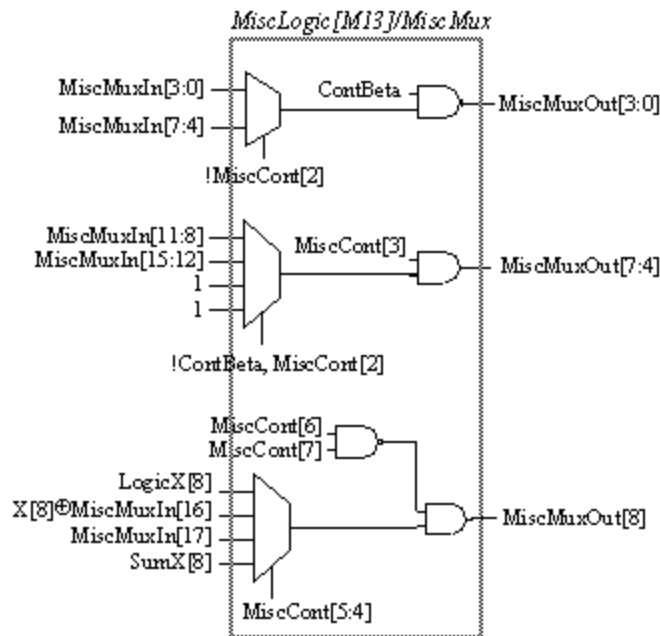 MiscLogic[M13]/MiscMux
MiscMuxIn[3:0]
ContBeta
MiscMuxOut[3:0]
MiscMuxIn[7:4]
!MiscCont[2]
MiscMuxIn[11:8]
MiscCont[3]
MiscMuxIn[15:12]
MiscMuxOut[7:4]
1
1
!ContBeta, MiscCont[2]
MiscCont[6]
MiscCont[7]
LogicX[8]
X[8]⊕MiscMuxIn[16]
MiscMuxOut[8]
MiscMuxIn[17]
SumX[8]
MiscCont[5:4]